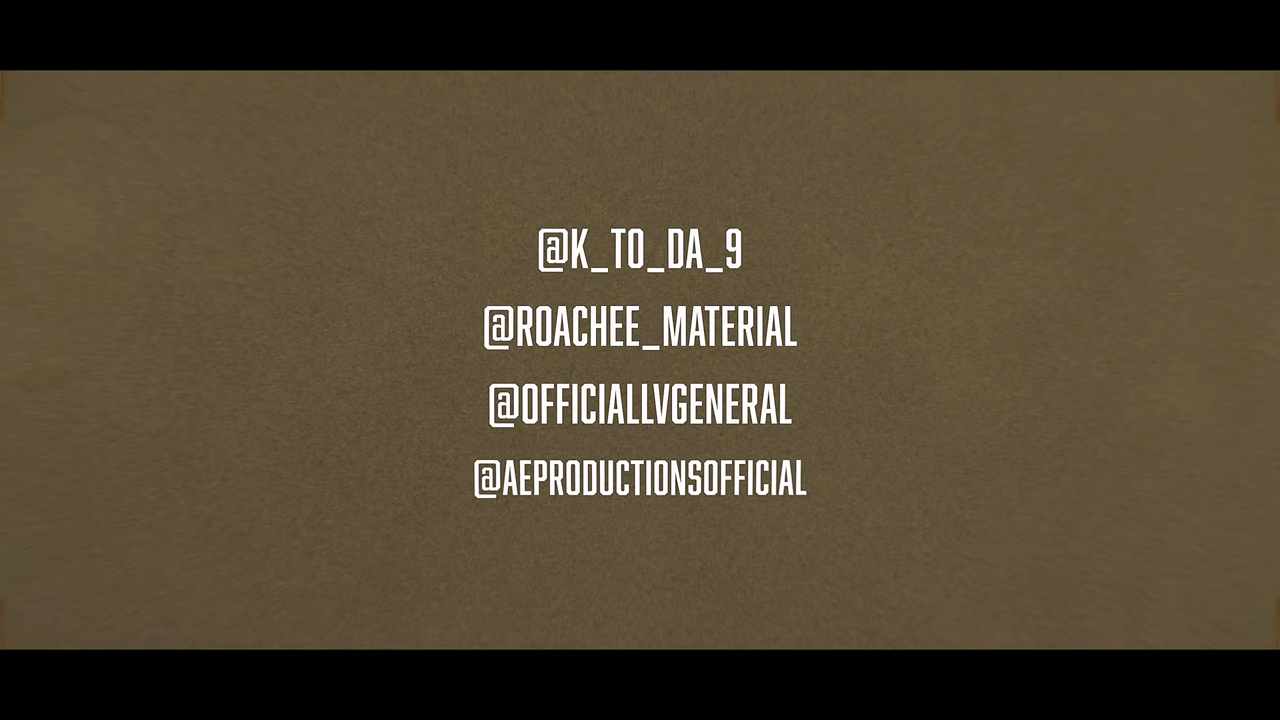 @K_TO_DA_9
@ROACHEE_MATERIAL
@OFFICIALLVGENERAL
@AEPRODUCTIONSOFFICIAL